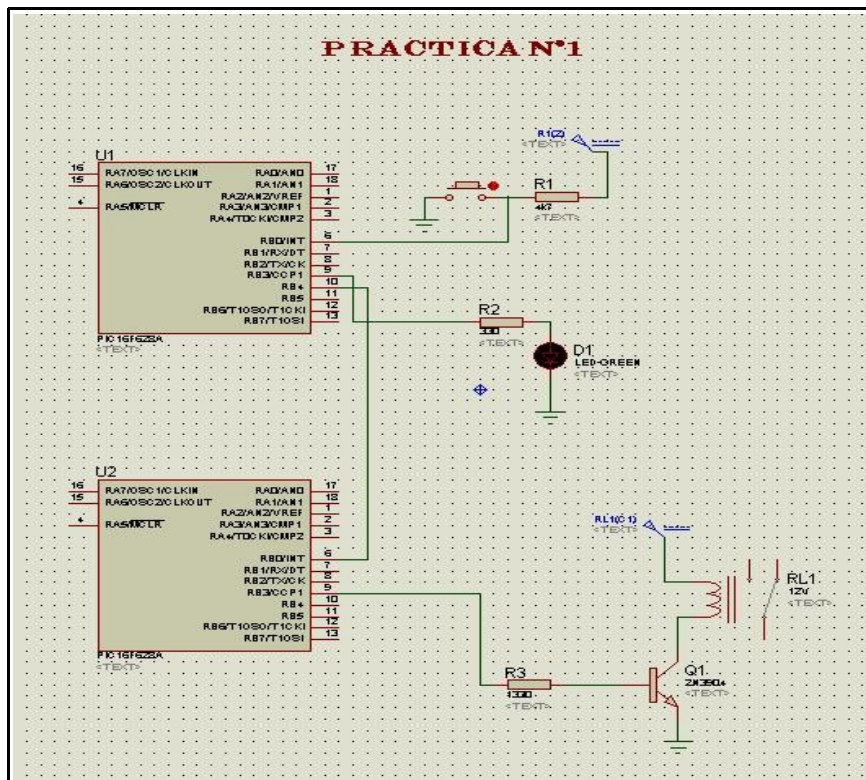 PRACTICA Nº1
U1
16 RA7/OSC1/CLKIN
15 RA6/OSC2/CLKOUT
4 RA5/MCLR
RA0/AN0 17
RA1/AN1 18
RA2/AN2/VREF 1
RA3/AN3/CMP1 2
RA4/T0CKI/CMP2 3
RB0/INT 6
RB1/RX/DT 7
RB2/TX/CK 8
RB3/CCP1 9
RB4 10
RB5 11
RB6/T1OSO/T1CKI 12
RB7/T1OSI 13
PIC16F628A
<TEXT>
R1(2)
<TEXT>
R1
4k7
<TEXT>
R2
330
<TEXT>
D1
LED-GREEN
<TEXT>
U2
16 RA7/OSC1/CLKIN
15 RA6/OSC2/CLKOUT
4 RA5/MCLR
RA0/AN0 17
RA1/AN1 18
RA2/AN2/VREF 1
RA3/AN3/CMP1 2
RA4/T0CKI/CMP2 3
RB0/INT 6
RB1/RX/DT 7
RB2/TX/CK 8
RB3/CCP1 9
RB4 10
RB5 11
RB6/T1OSO/T1CKI 12
RB7/T1OSI 13
PIC16F628A
<TEXT>
RL1(C1)
<TEXT>
RL1
12V
<TEXT>
R3
<TEXT>
Q1
2N3904
<TEXT>